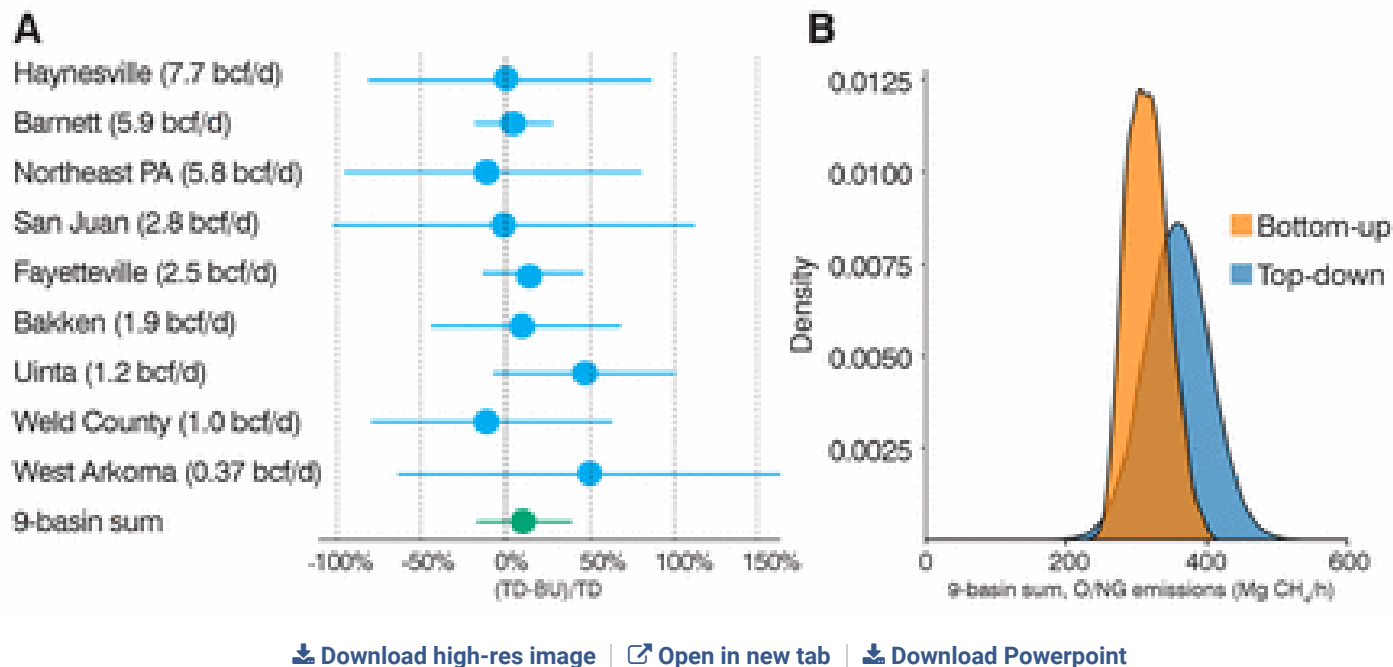 A
Haynesville (7.7 bcf/d)
Barnett (5.9 bcf/d)
Northeast PA (5.8 bcf/d)
San Juan (2.8 bcf/d)
Fayetteville (2.5 bcf/d)
Bakken (1.9 bcf/d)
Uinta (1.2 bcf/d)
Weld County (1.0 bcf/d)
West Arkoma (0.37 bcf/d)
9-basin sum
-100% -50% 0% 50% 100% 150%
(TD-BU)/TD
B
0.0125
0.0100
0.0075
0.0050
0.0025
Density
Bottom-up
Top-down
0 200 400 600
9-basin sum, O/NG emissions (Mg CH₄/h)
Download high-res image | Open in new tab | Download Powerpoint